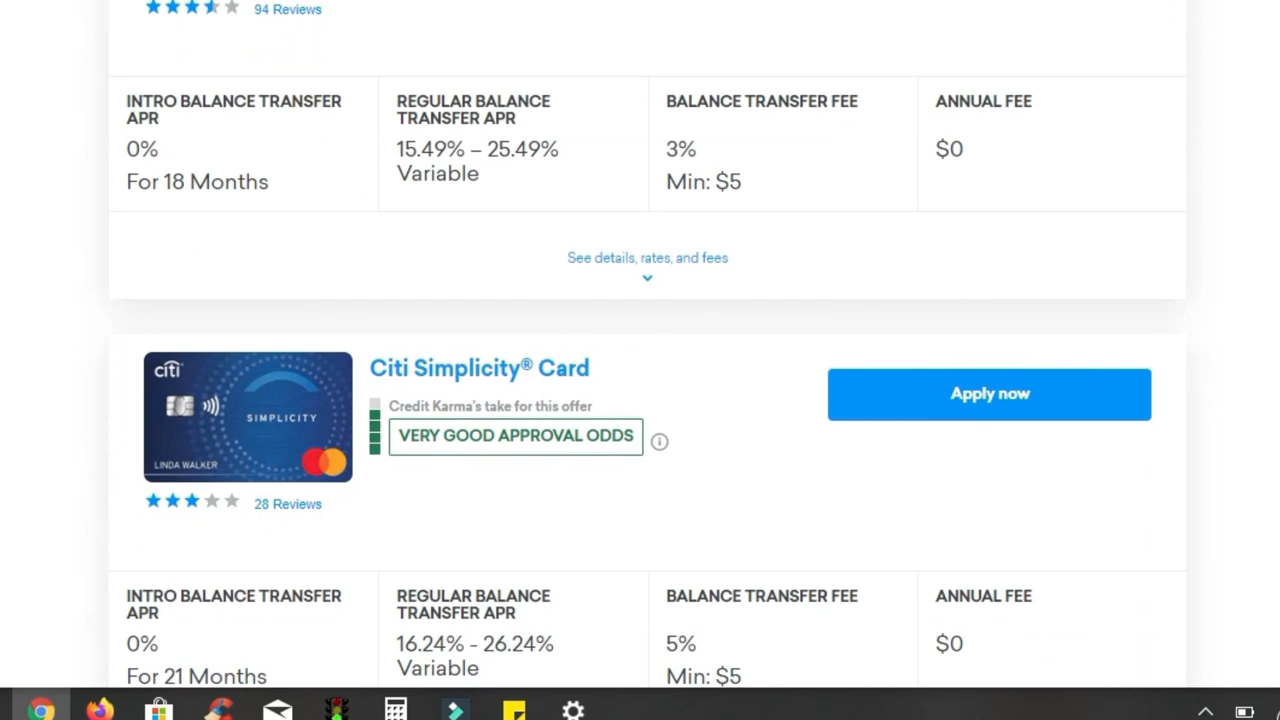 94 Reviews
INTRO BALANCE TRANSFER APR
0%
For 18 Months
REGULAR BALANCE TRANSFER APR
15.49% – 25.49%
Variable
BALANCE TRANSFER FEE
3%
Min: $5
ANNUAL FEE
$0
See details, rates, and fees
citi
SIMPLICITY
LINDA WALKER
28 Reviews
Citi Simplicity® Card
Credit Karma's take for this offer
VERY GOOD APPROVAL ODDS
Apply now
INTRO BALANCE TRANSFER APR
0%
For 21 Months
REGULAR BALANCE TRANSFER APR
16.24% - 26.24%
Variable
BALANCE TRANSFER FEE
5%
Min: $5
ANNUAL FEE
$0